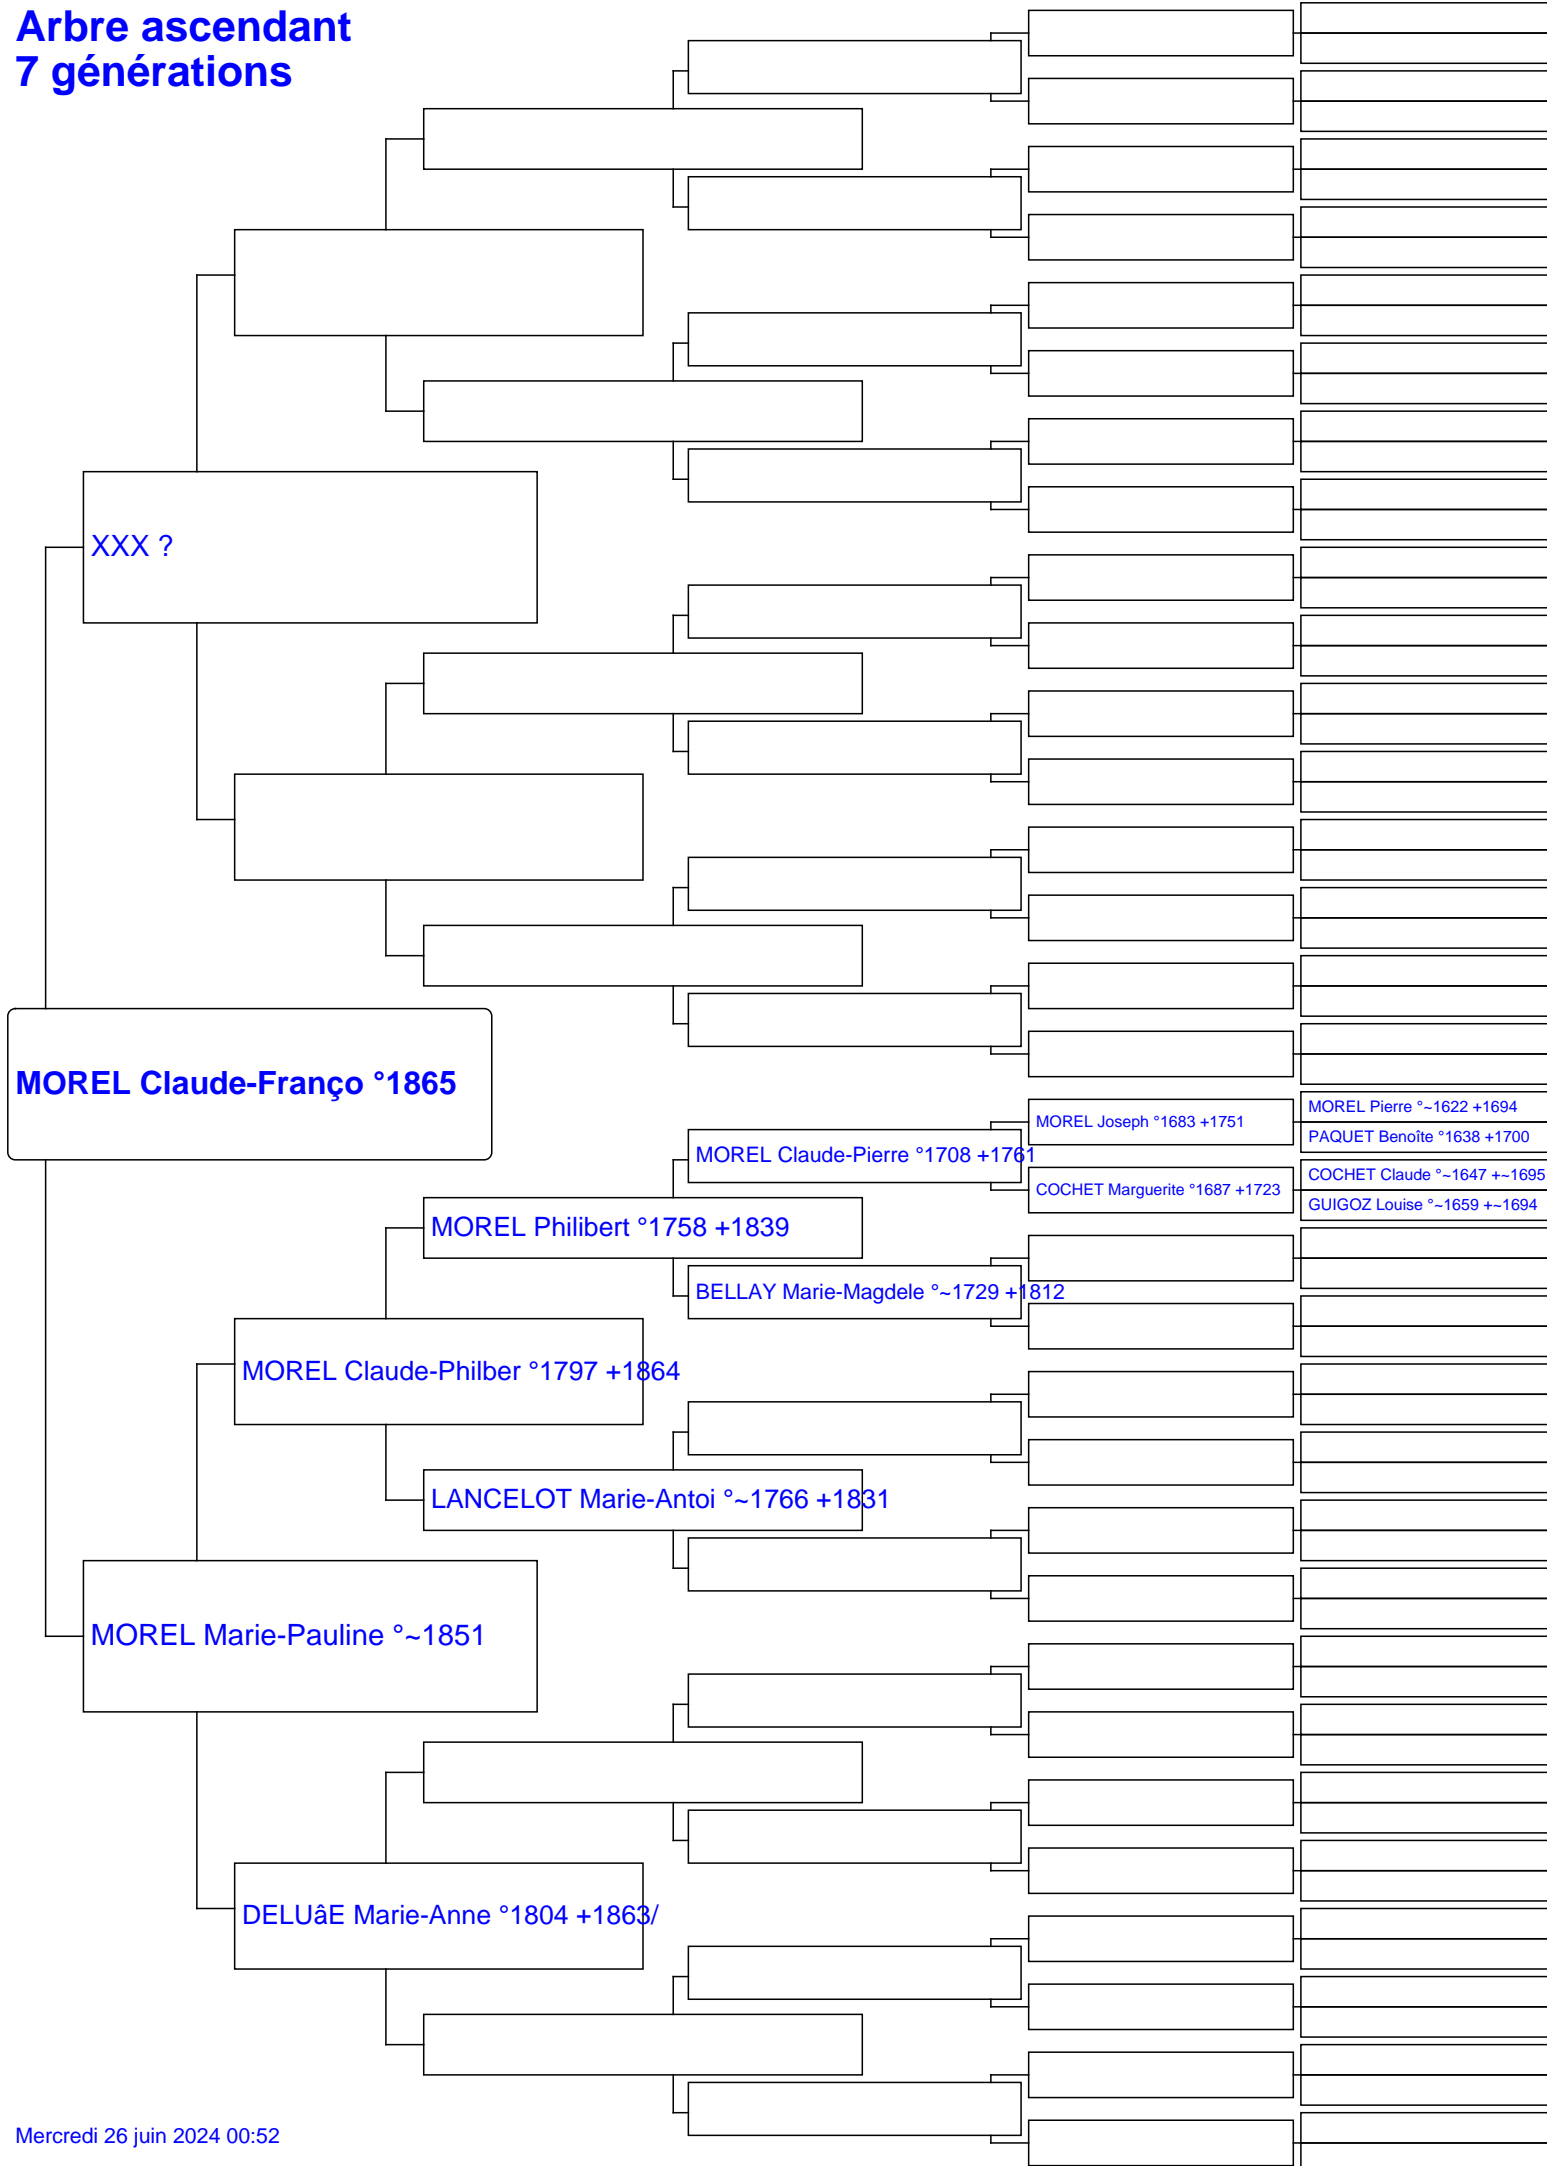 Arbre ascendant
7 générations
XXX ?
MOREL Claude-Franço °1865
MOREL Pierre °~1622 +1694
MOREL Joseph °1683 +1751
PAQUET Benoîte °1638 +1700
MOREL Claude-Pierre °1708 +1761
COCHET Claude °~1647 +~1695
COCHET Marguerite °1687 +1723
GUIGOZ Louise °~1659 +~1694
MOREL Philibert °1758 +1839
BELLAY Marie-Magdele °~1729 +1812
MOREL Claude-Philber °1797 +1864
LANCELOT Marie-Antoi °~1766 +1831
MOREL Marie-Pauline °~1851
DELUâE Marie-Anne °1804 +1863/
Mercredi 26 juin 2024 00:52